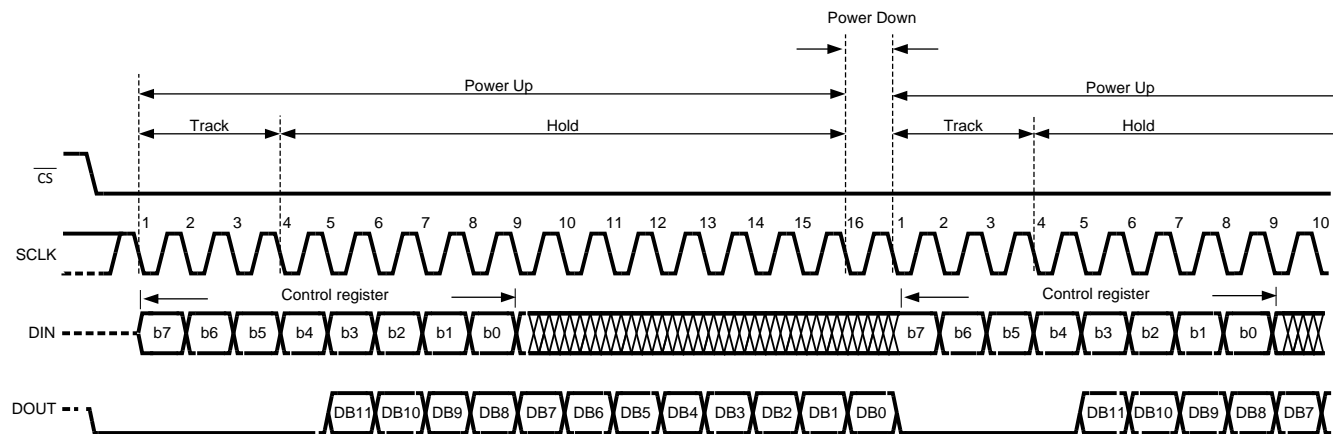 Power Down
Power Up
Power Up
Track
Hold
Track
Hold
CS
1 2 3 4 5 6 7 8 9 10 11 12 13 14 15 16 1 2 3 4 5 6 7 8 9 10
SCLK
Control register
Control register
DIN
b7 b6 b5 b4 b3 b2 b1 b0 b7 b6 b5 b4 b3 b2 b1 b0
DOUT
DB11 DB10 DB9 DB8 DB7 DB6 DB5 DB4 DB3 DB2 DB1 DB0 DB11 DB10 DB9 DB8 DB7